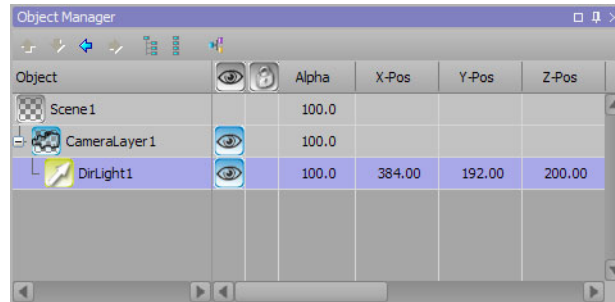 Object Manager
Object Alpha X-Pos Y-Pos Z-Pos
Scene1 100.0
CameraLayer1 100.0
DirLight1 100.0 384.00 192.00 200.00